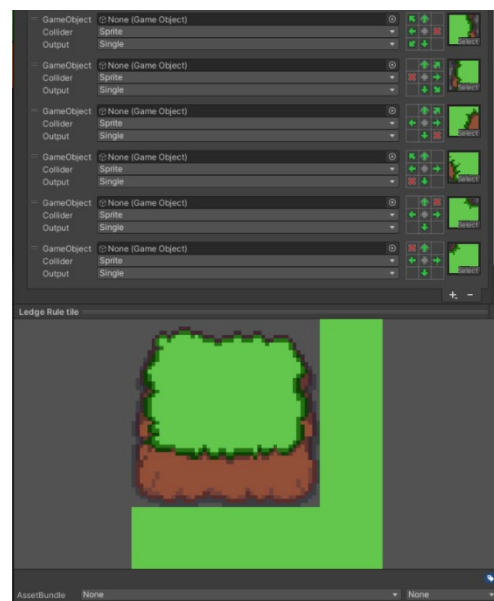 GameObject None (Game Object)
Collider Sprite
Output Single Select
GameObject None (Game Object)
Collider Sprite
Output Single Select
GameObject None (Game Object)
Collider Sprite
Output Single Select
GameObject None (Game Object)
Collider Sprite
Output Single Select
GameObject None (Game Object)
Collider Sprite
Output Single Select
GameObject None (Game Object)
Collider Sprite
Output Single Select
+ -
Ledge Rule tile
AssetBundle None None